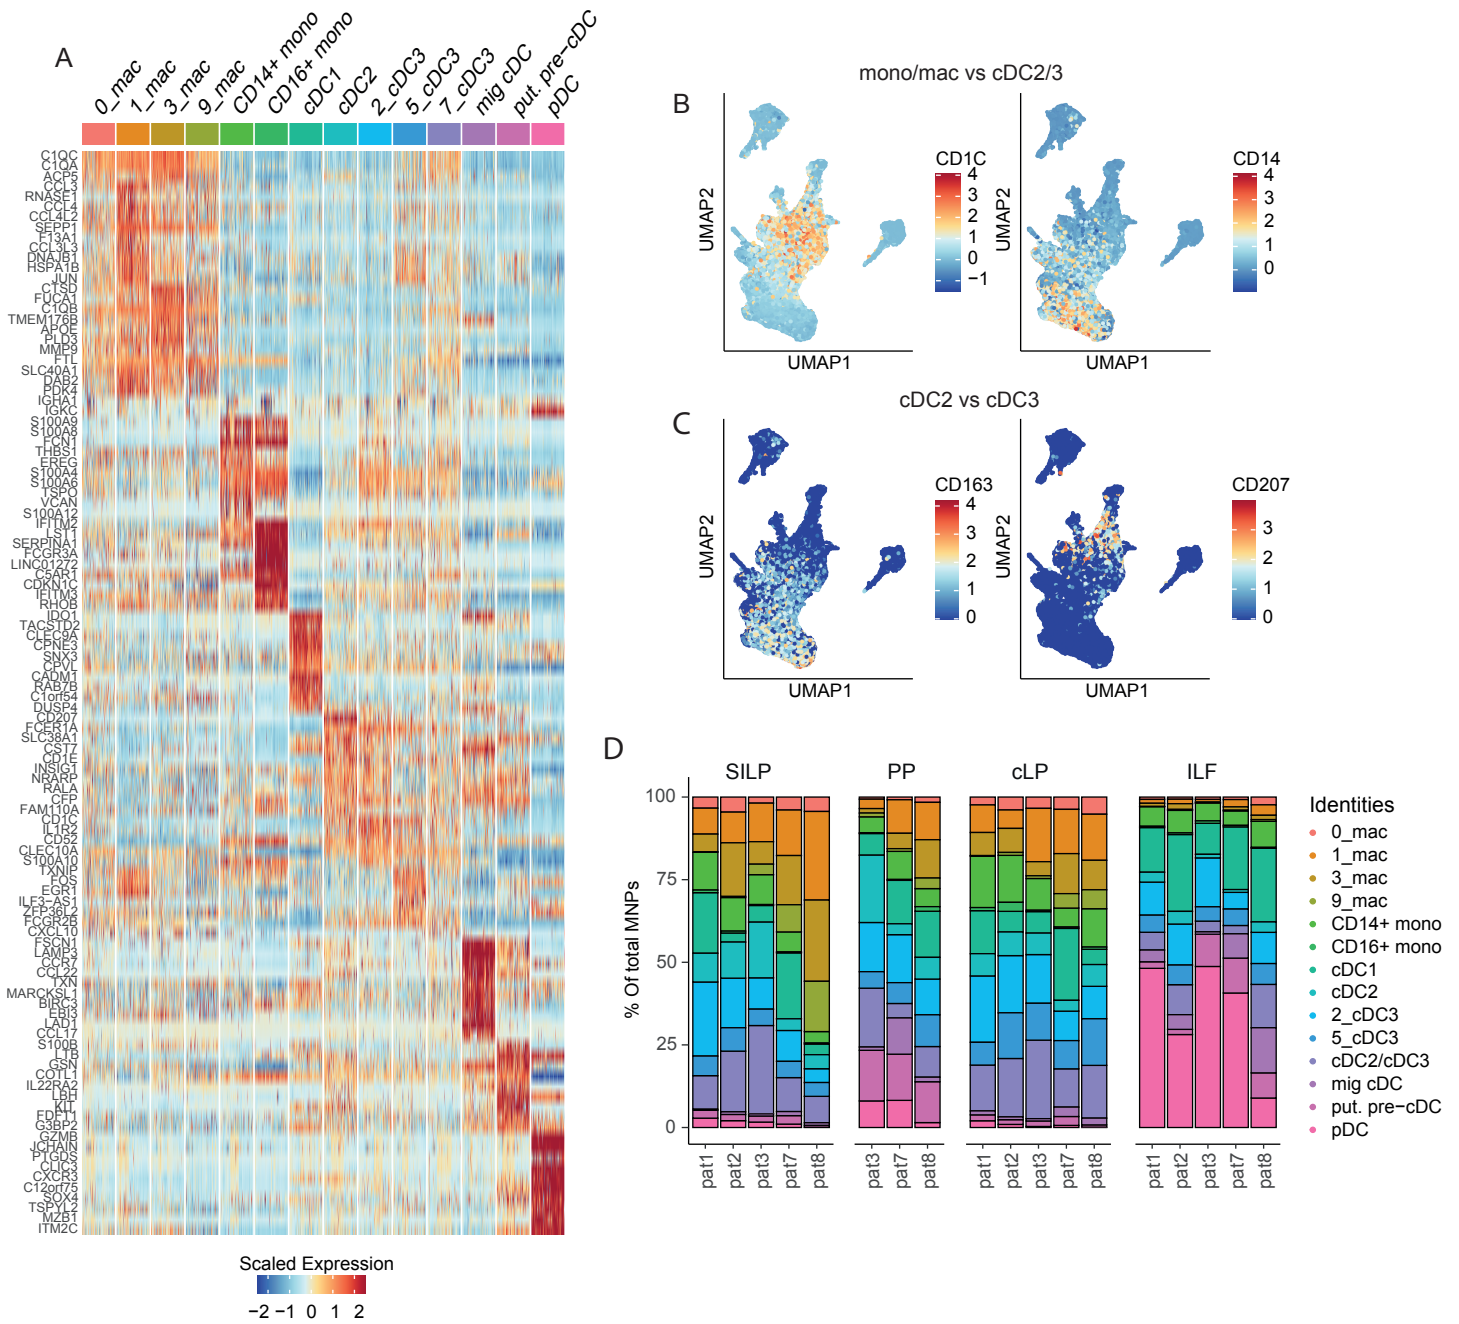 A
0_mac
1_mac
3_mac
9_mac
CD14+ mono
CD16+ mono
cDC1
cDC2
2_cDC3
5_cDC3
7_cDC3
mig cDC
put. pre-cDC
pDC
C1QC
C1QA
ACP5
CCL3
RNASE1
CCL4
CCL4L2
SEPP1
F13A1
CCL3L3
DNAJB1
HSPA1B
JUN
CTSD
FUCA1
C1QB
TMEM176B
APOE
PLD3
MMP9
FTL
SLC40A1
DAB2
PDK4
IGHA1
IGKC
S100A9
S100A8
FCN1
THBS1
EREG
S100A4
S100A6
TSPO
VCAN
S100A12
IFITM2
LST1
SERPINA1
FCGR3A
LINC01272
C5AR1
CDKN1C
IFITM3
RHOB
IDO1
TACSTD2
CLEC9A
CPNE3
SNX3
CPVL
CADM1
RAB7B
C1orf54
DUSP4
CD207
FCER1A
SLC38A1
CST7
CD1E
INSIG1
NRARP
RALA
CFP
FAM110A
CD1C
IL1R2
CD52
CLEC10A
S100A10
TXNIP
FOS
EGR1
ILF3−AS1
ZFP36L2
FCGR2B
CXCL10
FSCN1
LAMP3
CCR7
CCL22
TXN
MARCKSL1
BIRC3
EBI3
LAD1
CCL17
S100B
LTB
GSN
COTL1
IL22RA2
LBH
KIT
FDFT1
G3BP2
GZMB
JCHAIN
PTGDS
CLIC3
CXCR3
C12orf75
SOX4
TSPYL2
MZB1
ITM2C
Scaled Expression
−2 −1 0 1 2
mono/mac vs cDC2/3
B
UMAP2
UMAP1
CD1C
4
3
2
1
0
−1
UMAP2
UMAP1
CD14
4
3
2
1
0
cDC2 vs cDC3
C
UMAP2
UMAP1
CD163
4
3
2
1
0
UMAP2
UMAP1
CD207
3
2
1
0
D
SILP PP cLP ILF
% Of total MNPs
100
75
50
25
0
pat1 pat2 pat3 pat7 pat8
pat3 pat7 pat8
pat1 pat2 pat3 pat7 pat8
pat1 pat2 pat3 pat7 pat8
Identities
0_mac
1_mac
3_mac
9_mac
CD14+ mono
CD16+ mono
cDC1
cDC2
2_cDC3
5_cDC3
cDC2/cDC3
mig cDC
put. pre−cDC
pDC